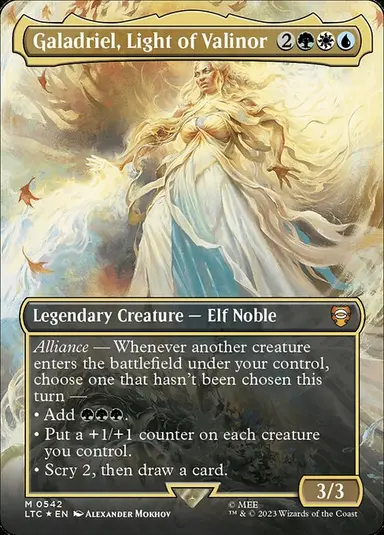 Galadriel, Light of Valinor 2
Legendary Creature — Elf Noble
Alliance — Whenever another creature
enters the battlefield under your control,
choose one that hasn't been chosen this
turn —
• Add .
• Put a +1/+1 counter on each creature
you control.
• Scry 2, then draw a card.
3/3
M 0542
LTC ★ EN Alexander Mokhov
© MEE
™ & © 2023 Wizards of the Coast